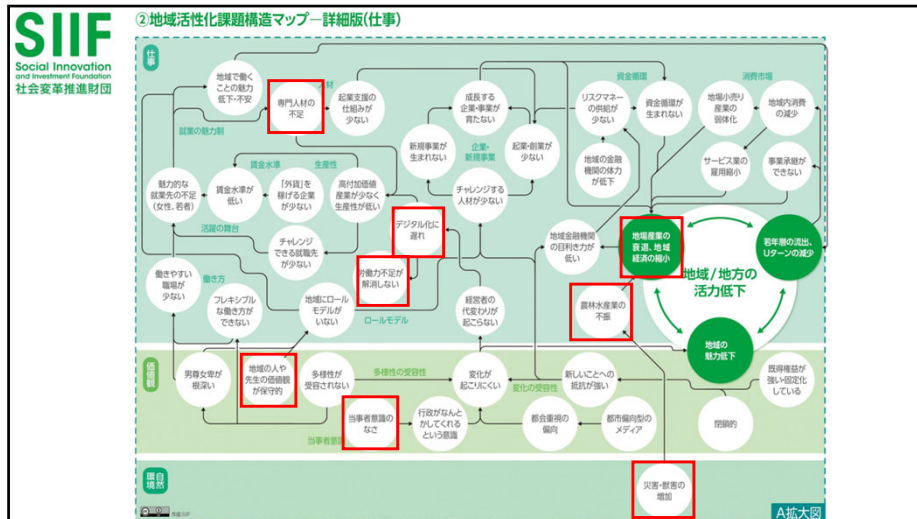 SIIF
Social Innovation
and Investment Foundation
社会変革推進財団
②地域活性化課題構造マップ―詳細版(仕事)
仕事
地域で働く
ことの魅力
低下・不安
人材
専門人材の
不足
起業支援の
仕組みが
少ない
就業の魅力
成長する
企業・事業が
育たない
新規事業が
生まれない
企業・
新規事業
起業・創業が
少ない
チャレンジする
人材が少ない
資金循環
リスクマネー
の供給が
少ない
資金循環が
生まれない
地域の金融
機関の体力
が低下
消費市場
地場小売り
産業の
弱体化
地域内消費
の減少
サービス業の
雇用縮小
事業承継が
できない
魅力的な
就業先の不足
(女性、若者)
賃金水準
賃金水準が
低い
生産性
「外貨」を
稼げる企業
が少ない
高付加価値
産業が少なく
生産性が低い
活躍の舞台
チャレンジ
できる就職先
が少ない
デジタル化に
遅れ
労働力不足が
解消しない
地域金融機関
の目利き力が
低い
地場産業の
衰退、地域
経済の縮小
若年層の流出、
Uターンの減少
地域/地方の
活力低下
地域の
魅力低下
働きやすい
職場が
少ない
働き方
フレキシブル
な働き方が
できない
地域にロール
モデルが
いない
ロールモデル
経営者の
代変わりが
起こらない
農林水産業の
不振
価値観
男尊女卑が
根深い
地域の人や
先生の価値観
が保守的
多様性が
受容されない
多様性の受容性
変化が
起こりにくい
変化の受容性
新しいことへの
抵抗が強い
既得権益が
強い・固定化
している
当事者意識の
なさ
当事者意識
行政がなんと
かしてくれる
という意識
都会重視の
偏向
都市偏向型の
メディア
閉鎖的
自然
環境
災害・獣害の
増加
A拡大図